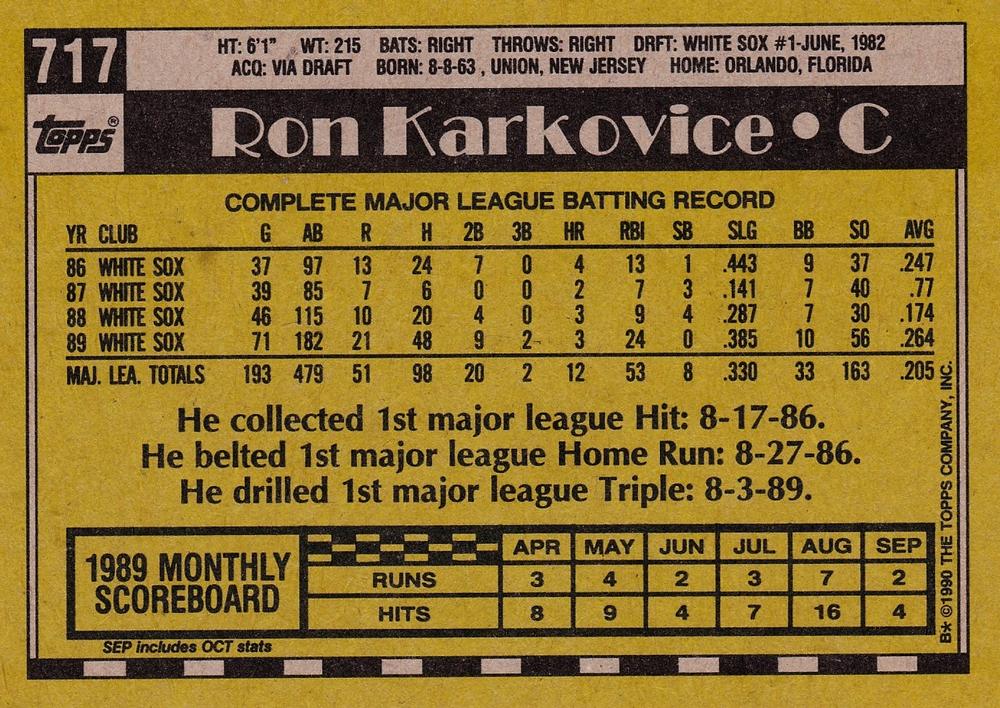 717
HT: 6'1" WT: 215 BATS: RIGHT THROWS: RIGHT DRFT: WHITE SOX #1-JUNE, 1982
ACQ: VIA DRAFT BORN: 8-8-63 , UNION, NEW JERSEY HOME: ORLANDO, FLORIDA
topps®
Ron Karkovice • C
COMPLETE MAJOR LEAGUE BATTING RECORD
YR CLUB G AB R H 2B 3B HR RBI SB SLG BB SO AVG
86 WHITE SOX 37 97 13 24 7 0 4 13 1 .443 9 37 .247
87 WHITE SOX 39 85 7 6 0 0 2 7 3 .141 7 40 .77
88 WHITE SOX 46 115 10 20 4 0 3 9 4 .287 7 30 .174
89 WHITE SOX 71 182 21 48 9 2 3 24 0 .385 10 56 .264
MAJ. LEA. TOTALS 193 479 51 98 20 2 12 53 8 .330 33 163 .205
He collected 1st major league Hit: 8-17-86.
He belted 1st major league Home Run: 8-27-86.
He drilled 1st major league Triple: 8-3-89.
1989 MONTHLY
SCOREBOARD
APR MAY JUN JUL AUG SEP
RUNS 3 4 2 3 7 2
HITS 8 9 4 7 16 4
SEP includes OCT stats
B* ©1990 THE TOPPS COMPANY, INC.